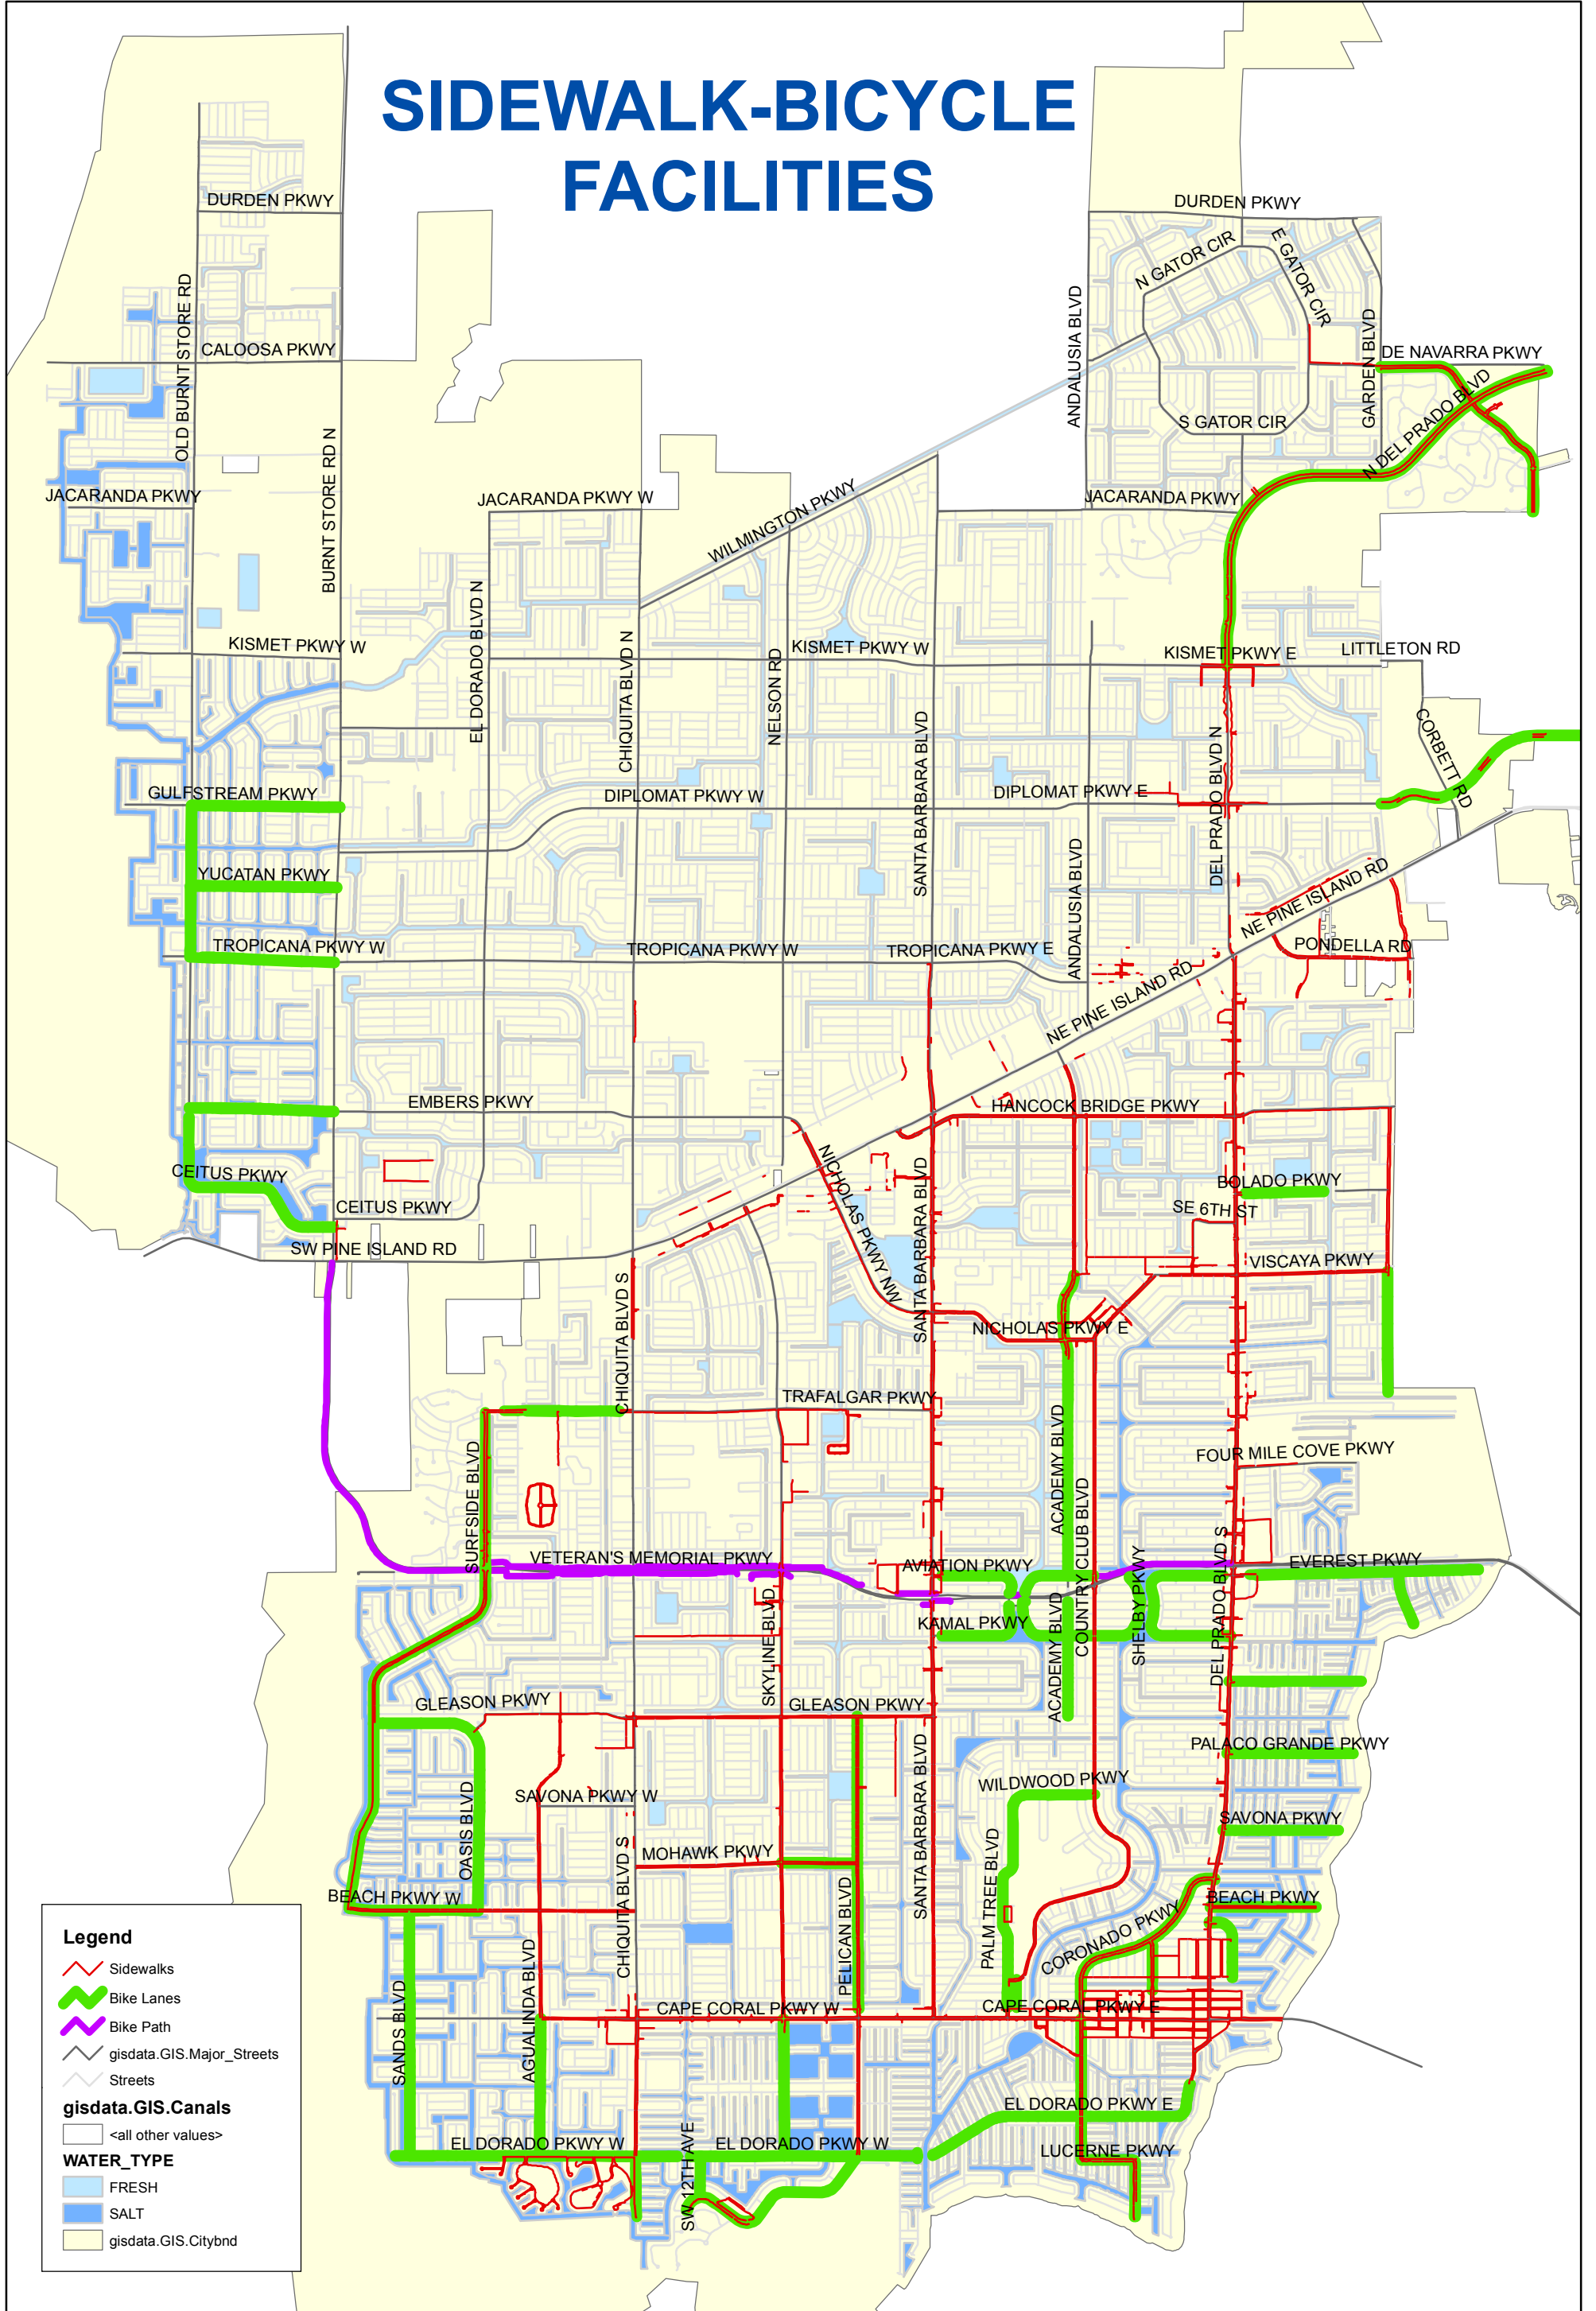 SIDEWALK-BICYCLE
FACILITIES
DURDEN PKWY
DURDEN PKWY
N GATOR CIR
E GATOR CIR
OLD BURNT STORE RD
ANDALUSIA BLVD
GARDEN BLVD
CALOOSA PKWY
DE NAVARRA PKWY
S GATOR CIR
N DEL PRADO BLVD
BURNT STORE RD N
JACARANDA PKWY
JACARANDA PKWY W
WILMINGTON PKWY
JACARANDA PKWY
EL DORADO BLVD N
CHIQUITA BLVD N
NELSON RD
KISMET PKWY W
KISMET PKWY W
KISMET PKWY E
LITTLETON RD
SANTA BARBARA BLVD
DEL PRADO BLVD N
CORBETT RD
GULFSTREAM PKWY
DIPLOMAT PKWY W
DIPLOMAT PKWY E
YUCATAN PKWY
ANDALUSIA BLVD
NE PINE ISLAND RD
TROPICANA PKWY W
TROPICANA PKWY W
TROPICANA PKWY E
PONDELLA RD
NE PINE ISLAND RD
EMBERS PKWY
HANCOCK BRIDGE PKWY
CEITUS PKWY
NICHOLAS PKWY NW
SANTA BARBARA BLVD
BOLADO PKWY
CEITUS PKWY
SE 6TH ST
SW PINE ISLAND RD
VISCAYA PKWY
CHIQUITA BLVD S
NICHOLAS PKWY E
TRAFALGAR PKWY
SURFSIDE BLVD
ACADEMY BLVD
FOUR MILE COVE PKWY
VETERAN'S MEMORIAL PKWY
AVIATION PKWY
COUNTRY CLUB BLVD
SHELBY PKWY
DEL PRADO BLVD S
EVEREST PKWY
KAMAL PKWY
SKYLINE BLVD
ACADEMY BLVD
GLEASON PKWY
GLEASON PKWY
PALACO GRANDE PKWY
SANTA BARBARA BLVD
WILDWOOD PKWY
OASIS BLVD
SAVONA PKWY W
SAVONA PKWY
MOHAWK PKWY
CHIQUITA BLVD S
PALM TREE BLVD
BEACH PKWY W
PELICAN BLVD
BEACH PKWY
CORONADO PKWY
AGUALINDA BLVD
SANDS BLVD
CAPE CORAL PKWY W
CAPE CORAL PKWY E
EL DORADO PKWY E
EL DORADO PKWY W
SW 12TH AVE
EL DORADO PKWY W
LUCERNE PKWY
Legend
Sidewalks
Bike Lanes
Bike Path
gisdata.GIS.Major_Streets
Streets
gisdata.GIS.Canals
<all other values>
WATER_TYPE
FRESH
SALT
gisdata.GIS.Citybnd